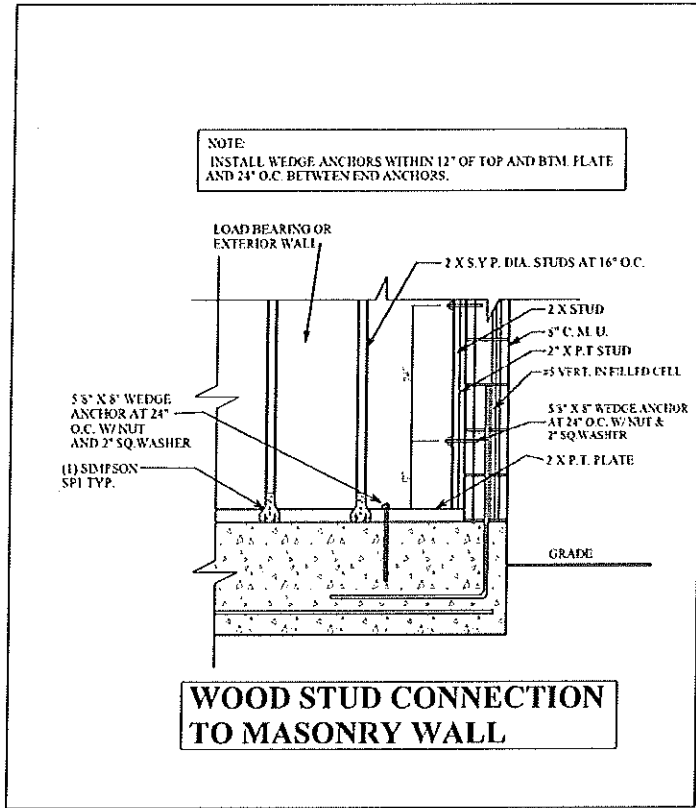 NOTE:
INSTALL WEDGE ANCHORS WITHIN 12" OF TOP AND BTM. PLATE
AND 24" O.C. BETWEEN END ANCHORS.
LOAD BEARING OR
EXTERIOR WALL
2 X S.Y.P. DIA. STUDS AT 16" O.C.
2 X STUD
8" C. M. U.
2" X P.T STUD
#5 VERT. IN FILLED CELL
5/8" X 8" WEDGE ANCHOR
AT 24" O.C. W/ NUT &
2" SQ.WASHER
2 X P.T. PLATE
24"
12"
5/8" X 8" WEDGE
ANCHOR AT 24"
O.C. W/ NUT
AND 2" SQ.WASHER
(1) SIMPSON
SP1 TYP.
GRADE
WOOD STUD CONNECTION
TO MASONRY WALL